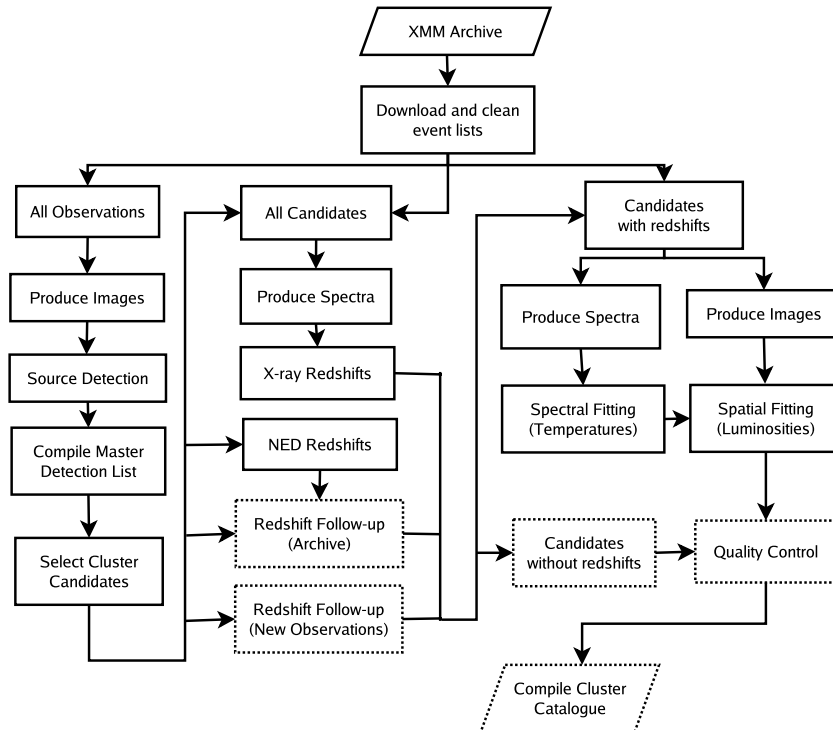 XMM Archive
Download and clean
event lists
All Observations
Produce Images
Source Detection
Compile Master
Detection List
Select Cluster
Candidates
All Candidates
Produce Spectra
X-ray Redshifts
NED Redshifts
Redshift Follow-up
(Archive)
Redshift Follow-up
(New Observations)
Candidates
with redshifts
Produce Spectra
Produce Images
Spectral Fitting
(Temperatures)
Spatial Fitting
(Luminosities)
Candidates
without redshifts
Quality Control
Compile Cluster
Catalogue